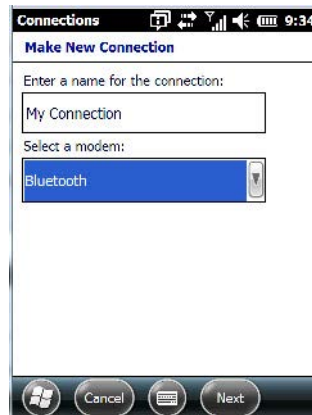 Connections 9:34
Make New Connection
Enter a name for the connection:
My Connection
Select a modem:
Bluetooth
Cancel Next